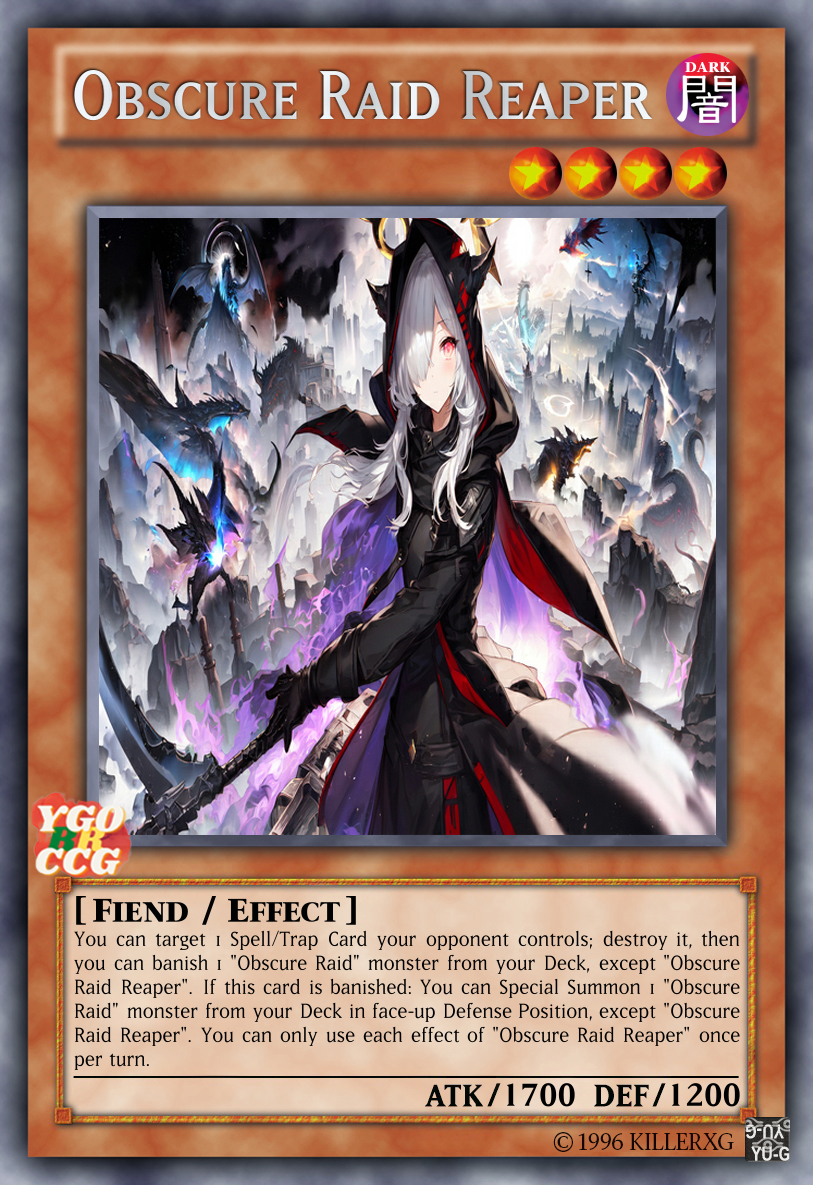 OBSCURE RAID REAPER
DARK
闇
YGO
RR
CCG
[ FIEND / EFFECT ]
You can target 1 Spell/Trap Card your opponent controls; destroy it, then
you can banish 1 "Obscure Raid" monster from your Deck, except "Obscure
Raid Reaper". If this card is banished: You can Special Summon 1 "Obscure
Raid" monster from your Deck in face-up Defense Position, except "Obscure
Raid Reaper". You can only use each effect of "Obscure Raid Reaper" once
per turn.
ATK/1700 DEF/1200
© 1996 KILLERXG
YU-G